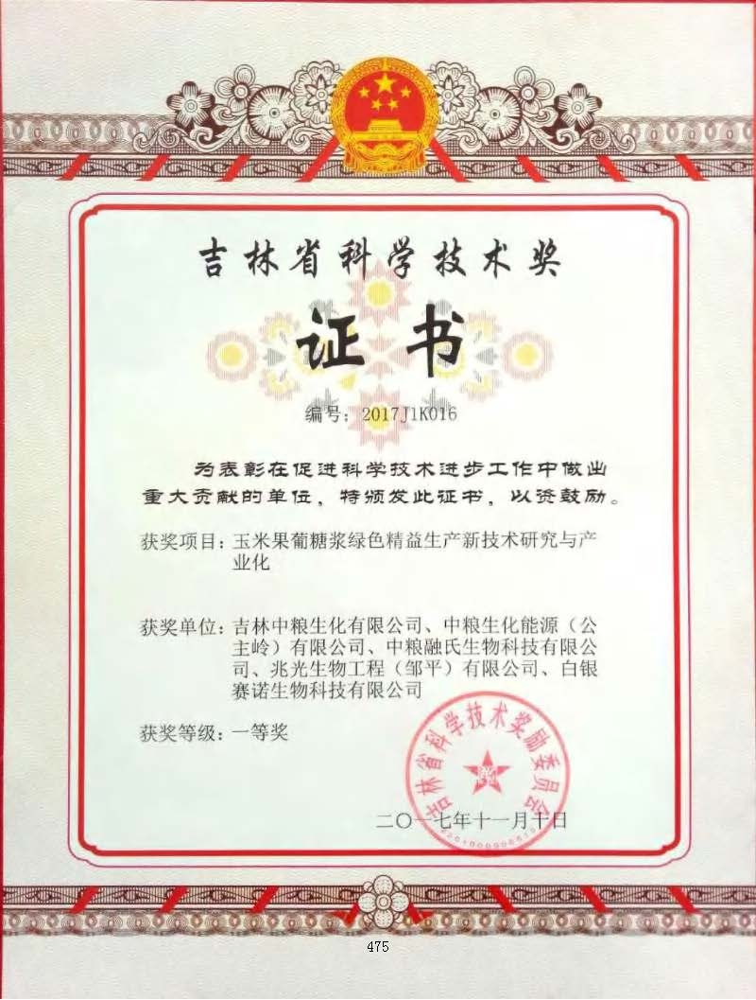 吉林省科学技术奖
证书
编号：2017J1K016
为表彰在促进科学技术进步工作中做出
重大贡献的单位，特颁发此证书，以资鼓励。
获奖项目：玉米果葡糖浆绿色精益生产新技术研究与产
业化
获奖单位：吉林中粮生化有限公司、中粮生化能源（公
主岭）有限公司、中粮融氏生物科技有限公
司、兆光生物工程（邹平）有限公司、白银
赛诺生物科技有限公司
获奖等级：一等奖
吉林省科学技术奖励委员会
二〇一七年十一月十日
475